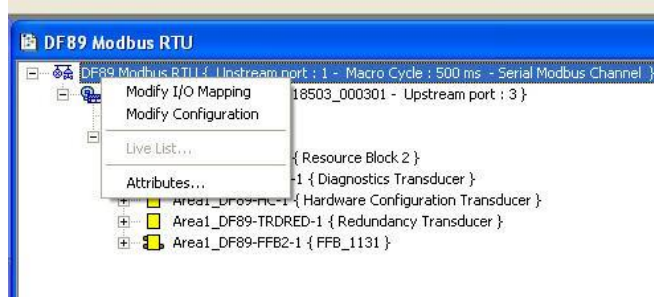 DF89 Modbus RTU
DF89 Modbus RTU { Upstream port : 1 - Macro Cycle : 500 ms - Serial Modbus Channel }
18503_000301 - Upstream port : 3 }
Modify I/O Mapping
Modify Configuration
Live List...
Attributes...
{ Resource Block 2 }
-1 { Diagnostics Transducer }
Area1_DF89-HC-1 { Hardware Configuration Transducer }
Area1_DF89-TRDRED-1 { Redundancy Transducer }
Area1_DF89-FFB2-1 { FFB_1131 }